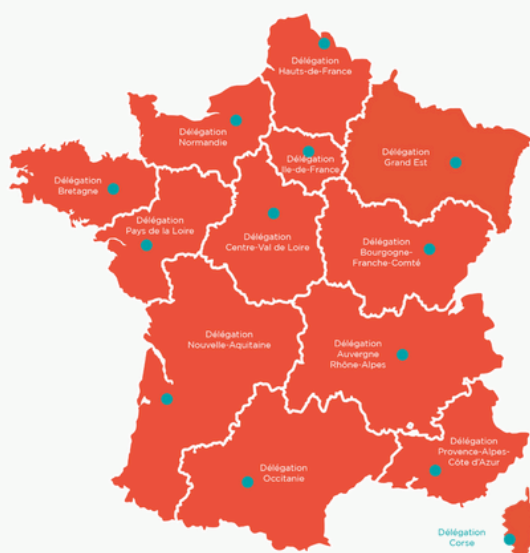 Délégation
Hauts-de-France
Délégation
Normandie
Délégation
Ile-de-France
Délégation
Grand Est
Délégation
Bretagne
Délégation
Pays de la Loire
Délégation
Centre-Val de Loire
Délégation
Bourgogne-
Franche-Comté
Délégation
Nouvelle-Aquitaine
Délégation
Auvergne
Rhône-Alpes
Délégation
Provence-Alpes-
Côte d'Azur
Délégation
Occitanie
Délégation
Corse